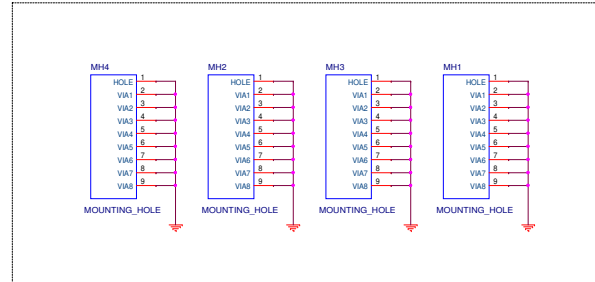 MH4 MH2 MH3 MH1
HOLE 1 HOLE 1 HOLE 1 HOLE 1
VIA1 2 VIA1 2 VIA1 2 VIA1 2
VIA2 3 VIA2 3 VIA2 3 VIA2 3
VIA3 4 VIA3 4 VIA3 4 VIA3 4
VIA4 5 VIA4 5 VIA4 5 VIA4 5
VIA5 6 VIA5 6 VIA5 6 VIA5 6
VIA6 7 VIA6 7 VIA6 7 VIA6 7
VIA7 8 VIA7 8 VIA7 8 VIA7 8
VIA8 9 VIA8 9 VIA8 9 VIA8 9
MOUNTING_HOLE MOUNTING_HOLE MOUNTING_HOLE MOUNTING_HOLE